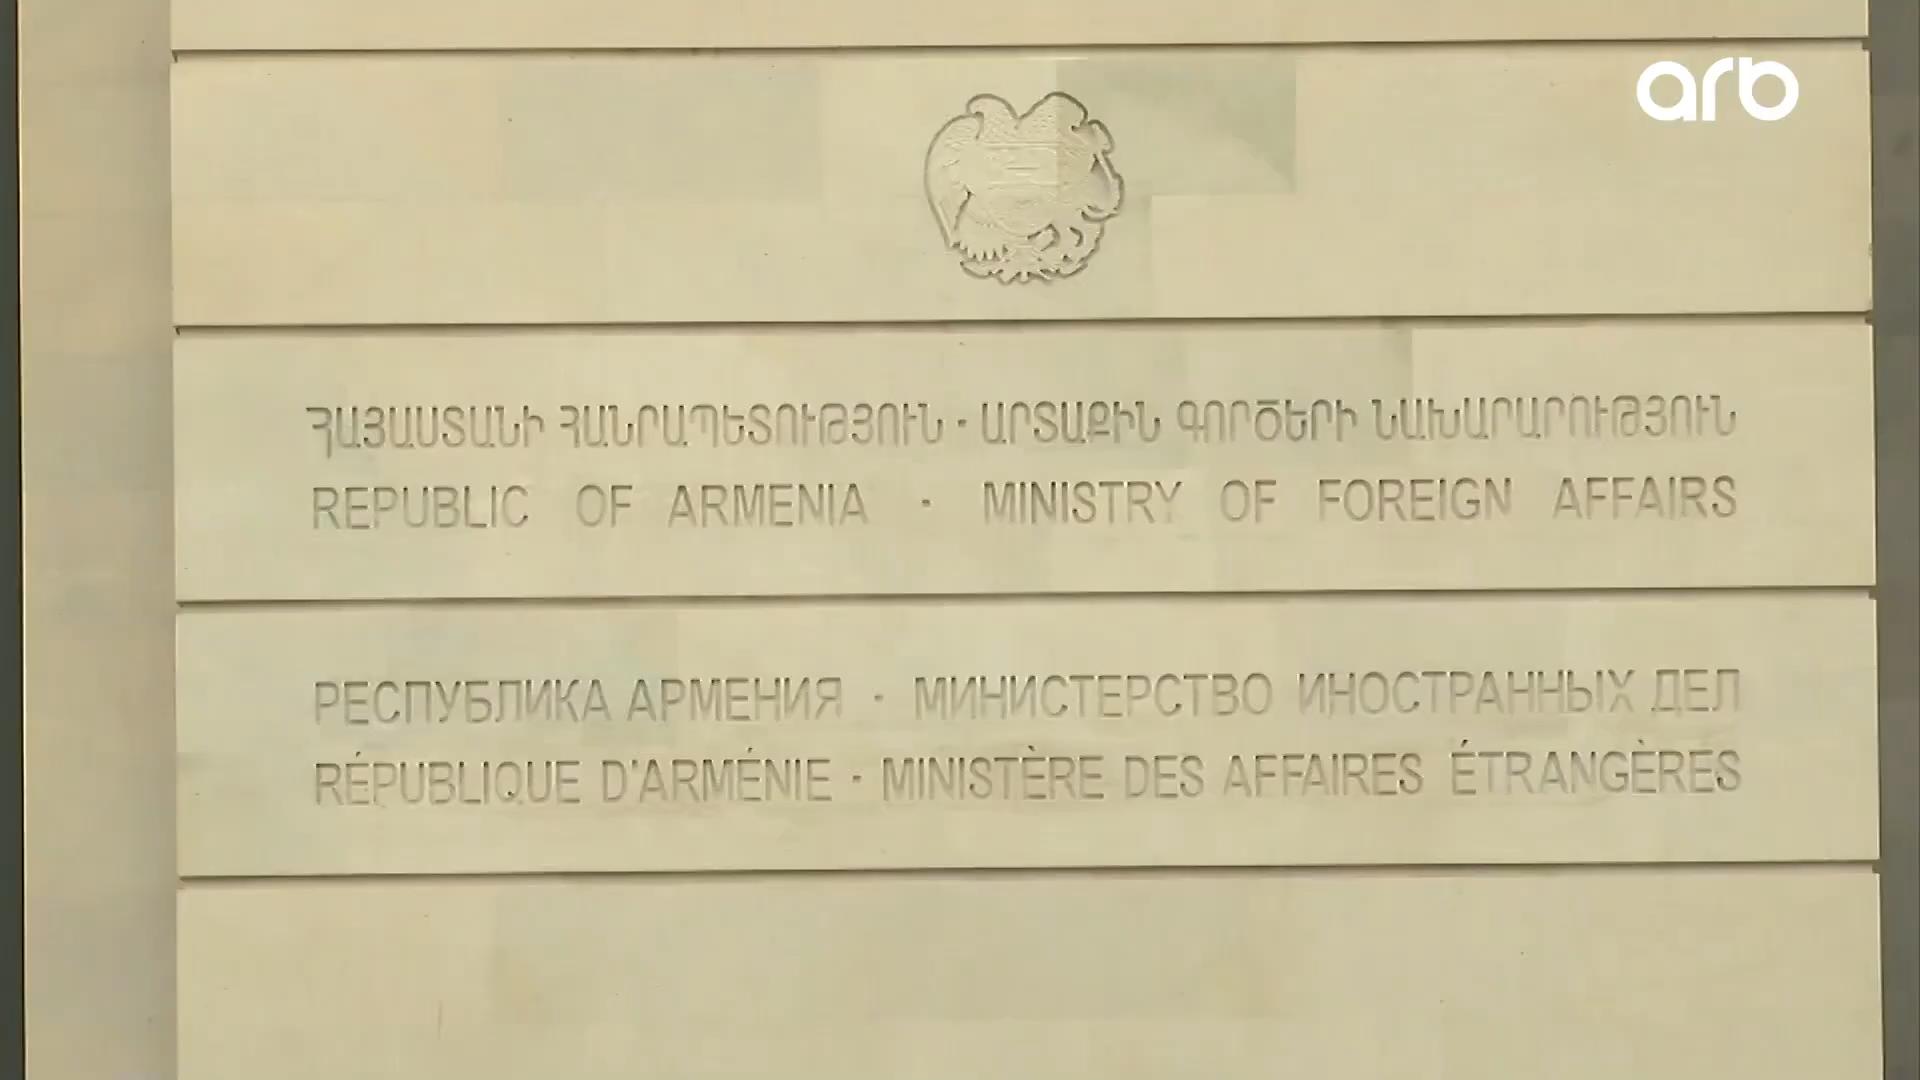 arb
ՀԱՅԱՍՏԱՆԻ ՀԱՆՐԱՊԵՏՈՒԹՅՈՒՆ · ԱՐՏԱՔԻՆ ԳՈՐԾԵՐԻ ՆԱԽԱՐԱՐՈՒԹՅՈՒՆ
REPUBLIC OF ARMENIA · MINISTRY OF FOREIGN AFFAIRS
РЕСПУБЛИКА АРМЕНИЯ · МИНИСТЕРСТВО ИНОСТРАННЫХ ДЕЛ
RÉPUBLIQUE D'ARMÉNIE · MINISTÈRE DES AFFAIRES ÉTRANGÈRES